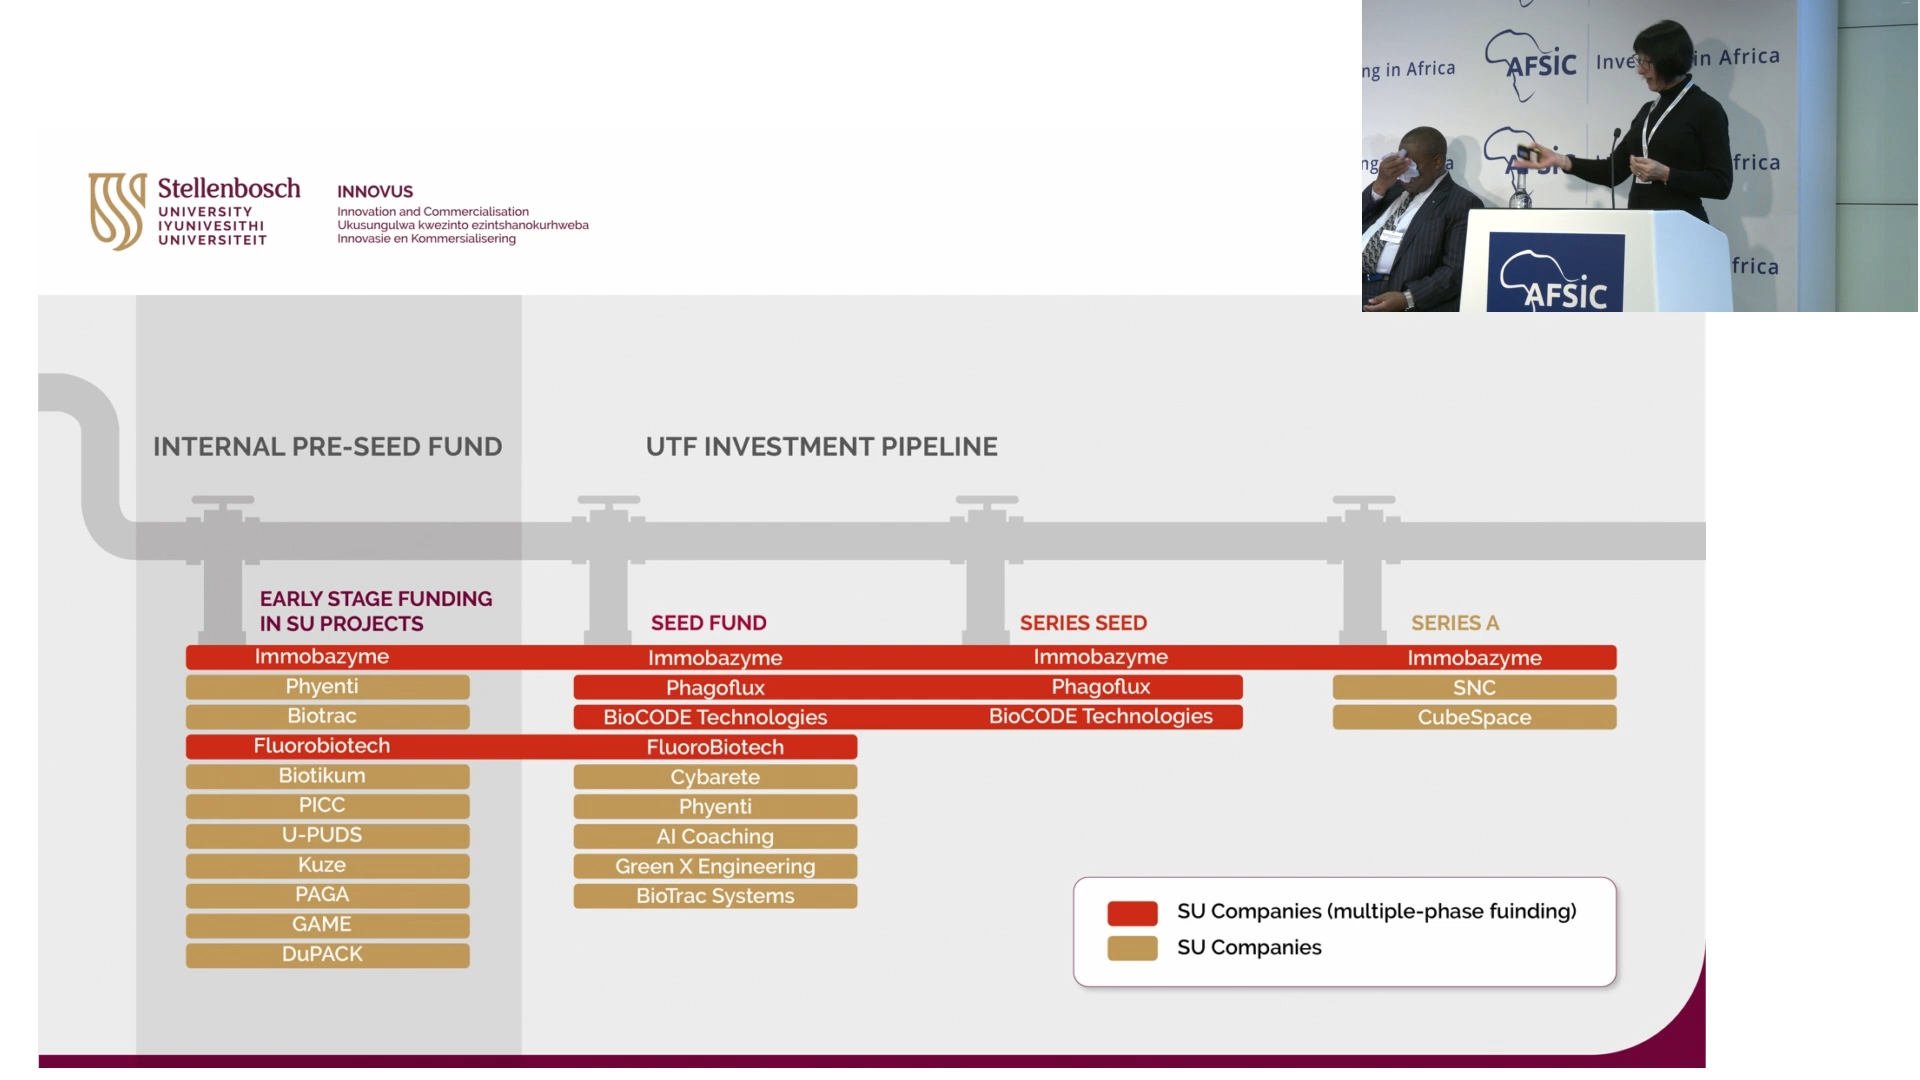 Stellenbosch
UNIVERSITY
IYUNIVESITHI
UNIVERSITEIT
INNOVUS
Innovation and Commercialisation
Ukusungulwa kwezinto ezintshanokurhweba
Innovasie en Kommersialisering
ng in Africa
AFSIC
Inve in Africa
frica
frica
AFSIC
INTERNAL PRE-SEED FUND
UTF INVESTMENT PIPELINE
EARLY STAGE FUNDING
IN SU PROJECTS
Immobazyme
Phyenti
Biotrac
Fluorobiotech
Biotikum
PICC
U-PUDS
Kuze
PAGA
GAME
DuPACK
SEED FUND
Immobazyme
Phagoflux
BioCODE Technologies
FluoroBiotech
Cybarete
Phyenti
AI Coaching
Green X Engineering
BioTrac Systems
SERIES SEED
Immobazyme
Phagoflux
BioCODE Technologies
SERIES A
Immobazyme
SNC
CubeSpace
SU Companies (multiple-phase fuinding)
SU Companies